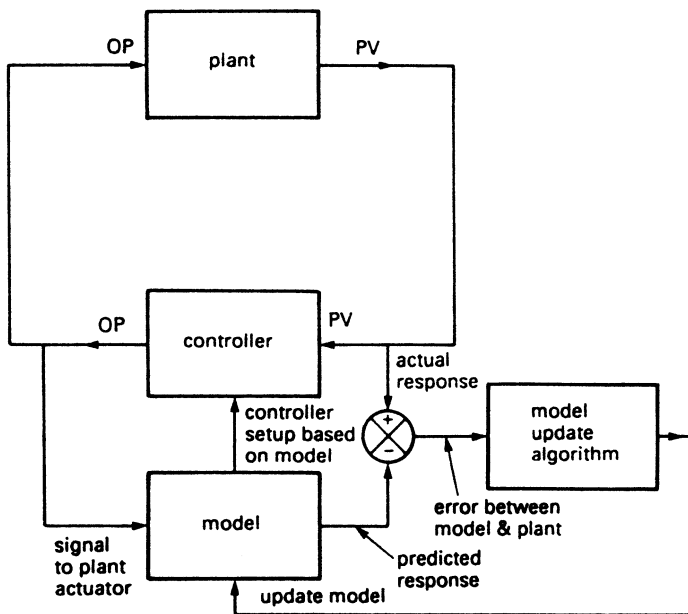 OP
plant
PV
OP
controller
PV
actual
response
controller
setup based
on model
+
−
model
update
algorithm
model
error between
model & plant
signal
to plant
actuator
predicted
response
update model